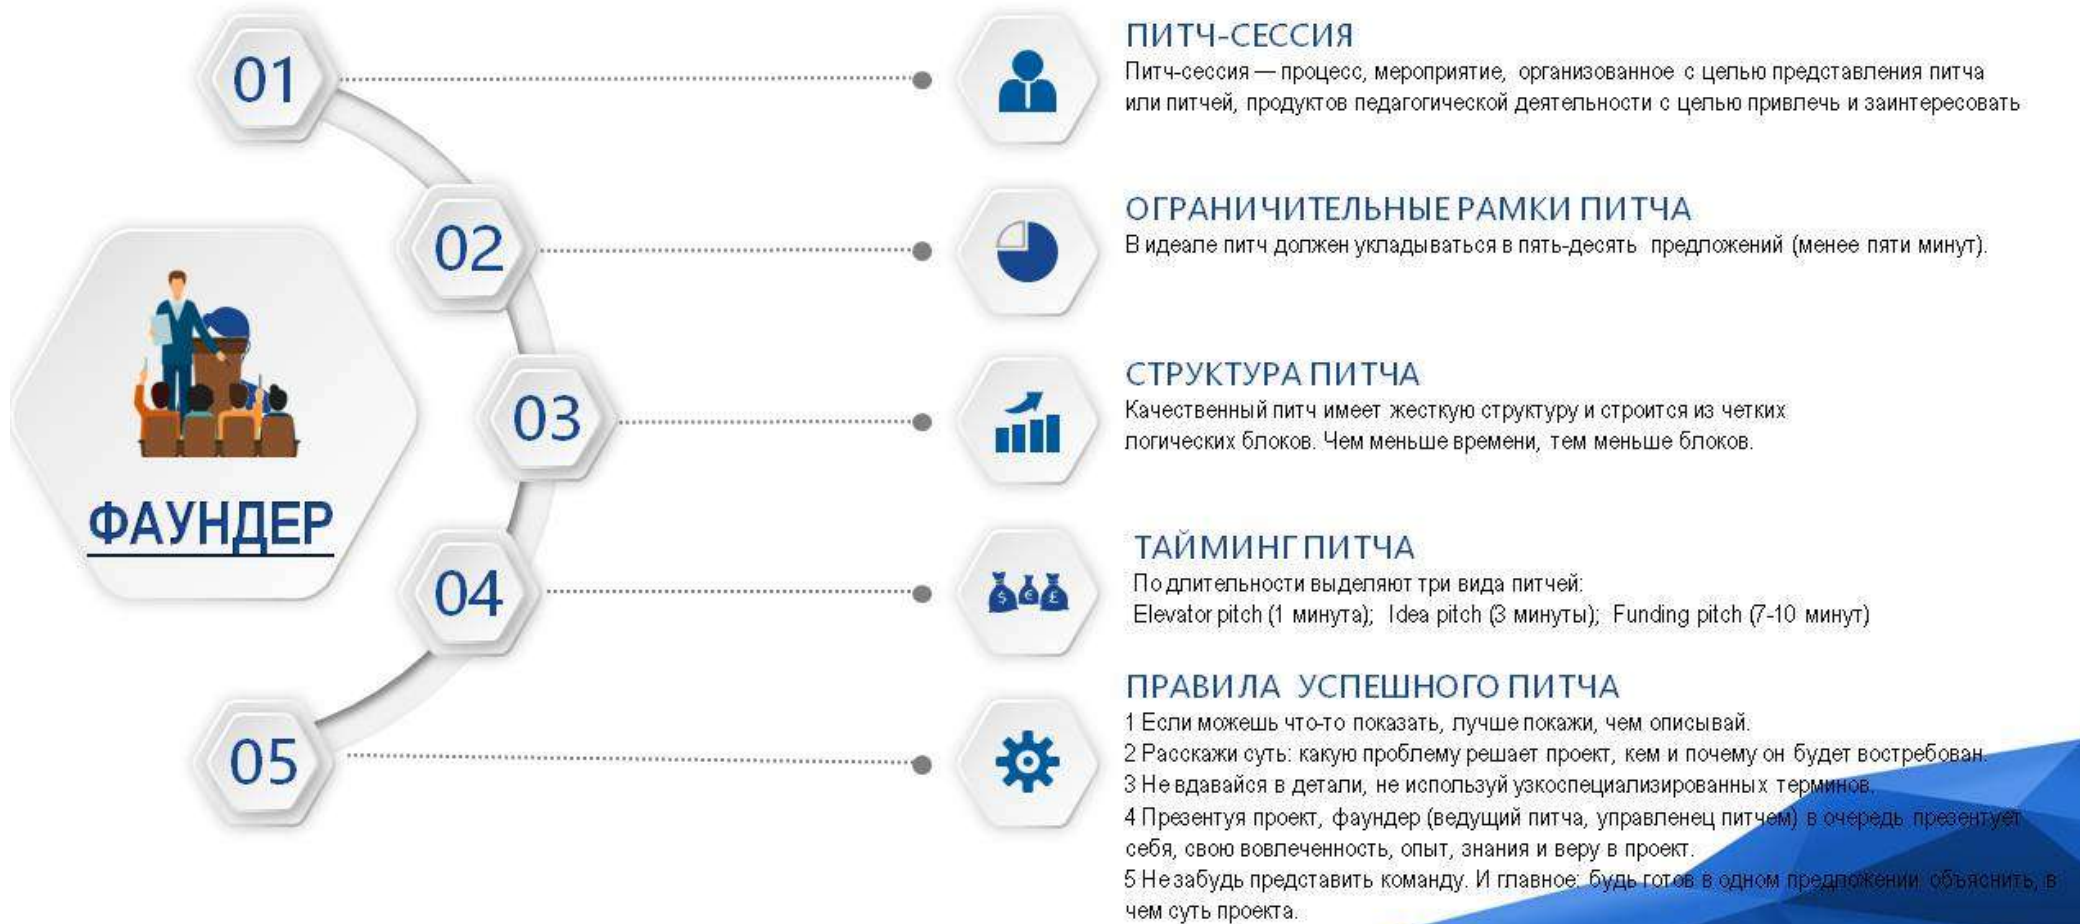 01
ПИТЧ-СЕССИЯ
Питч-сессия — процесс, мероприятие, организованное с целью представления питча
или питчей, продуктов педагогической деятельности с целью привлечь и заинтересовать
02
ОГРАНИЧИТЕЛЬНЫЕ РАМКИ ПИТЧА
В идеале питч должен укладываться в пять-десять предложений (менее пяти минут).
ФАУНДЕР
03
СТРУКТУРА ПИТЧА
Качественный питч имеет жесткую структуру и строится из четких
логических блоков. Чем меньше времени, тем меньше блоков.
04
$ € £
ТАЙМИНГ ПИТЧА
По длительности выделяют три вида питчей:
Elevator pitch (1 минута); Idea pitch (3 минуты); Funding pitch (7-10 минут)
05
ПРАВИЛА УСПЕШНОГО ПИТЧА
1 Если можешь что-то показать, лучше покажи, чем описывай.
2 Расскажи суть: какую проблему решает проект, кем и почему он будет востребован.
3 Не вдавайся в детали, не используй узкоспециализированных терминов.
4 Презентуя проект, фаундер (ведущий питча, управленец питчем) в очередь презентует
себя, свою вовлеченность, опыт, знания и веру в проект.
5 Не забудь представить команду. И главное: будь готов в одном предложении объяснить, в
чем суть проекта.